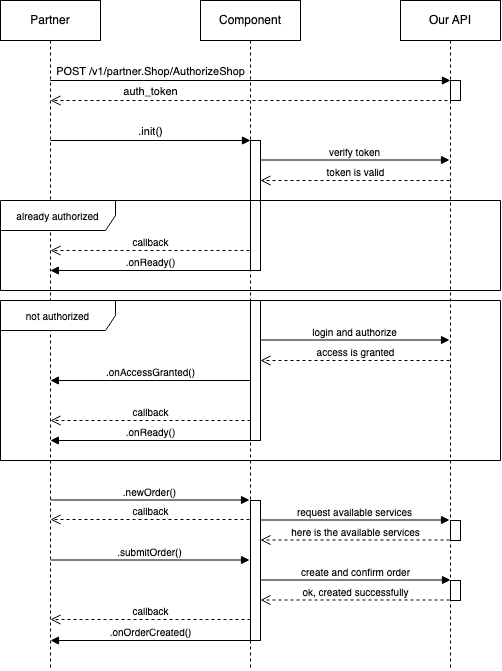 Partner
Component
Our API
POST /v1/partner.Shop/AuthorizeShop
auth_token
.init()
verify token
token is valid
already authorized
callback
.onReady()
not authorized
login and authorize
access is granted
.onAccessGranted()
callback
.onReady()
.newOrder()
callback
request available services
here is the available services
.submitOrder()
create and confirm order
ok, created successfully
callback
.onOrderCreated()